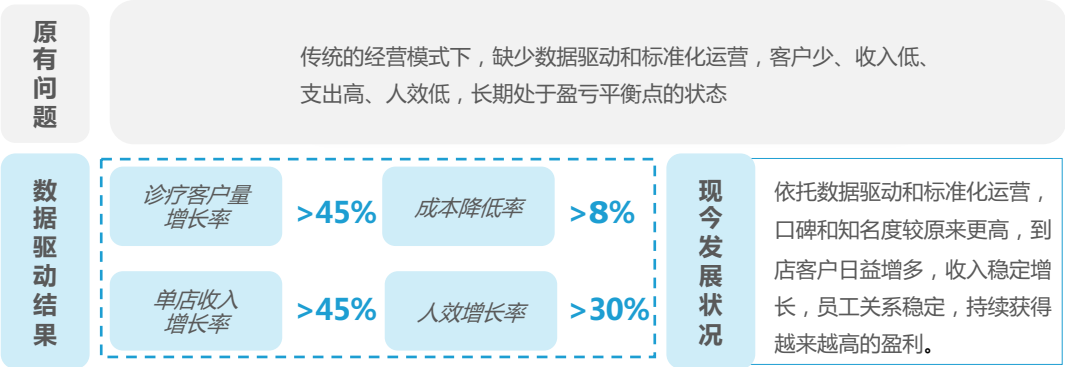 原有问题
传统的经营模式下，缺少数据驱动和标准化运营，客户少、收入低、
支出高、人效低，长期处于盈亏平衡点的状态
数据驱动结果
诊疗客户量
增长率
>45%
成本降低率
>8%
单店收入
增长率
>45%
人效增长率
>30%
现今发展状况
依托数据驱动和标准化运营，
口碑和知名度较原来更高，到
店客户日益增多，收入稳定增
长，员工关系稳定，持续获得
越来越高的盈利。